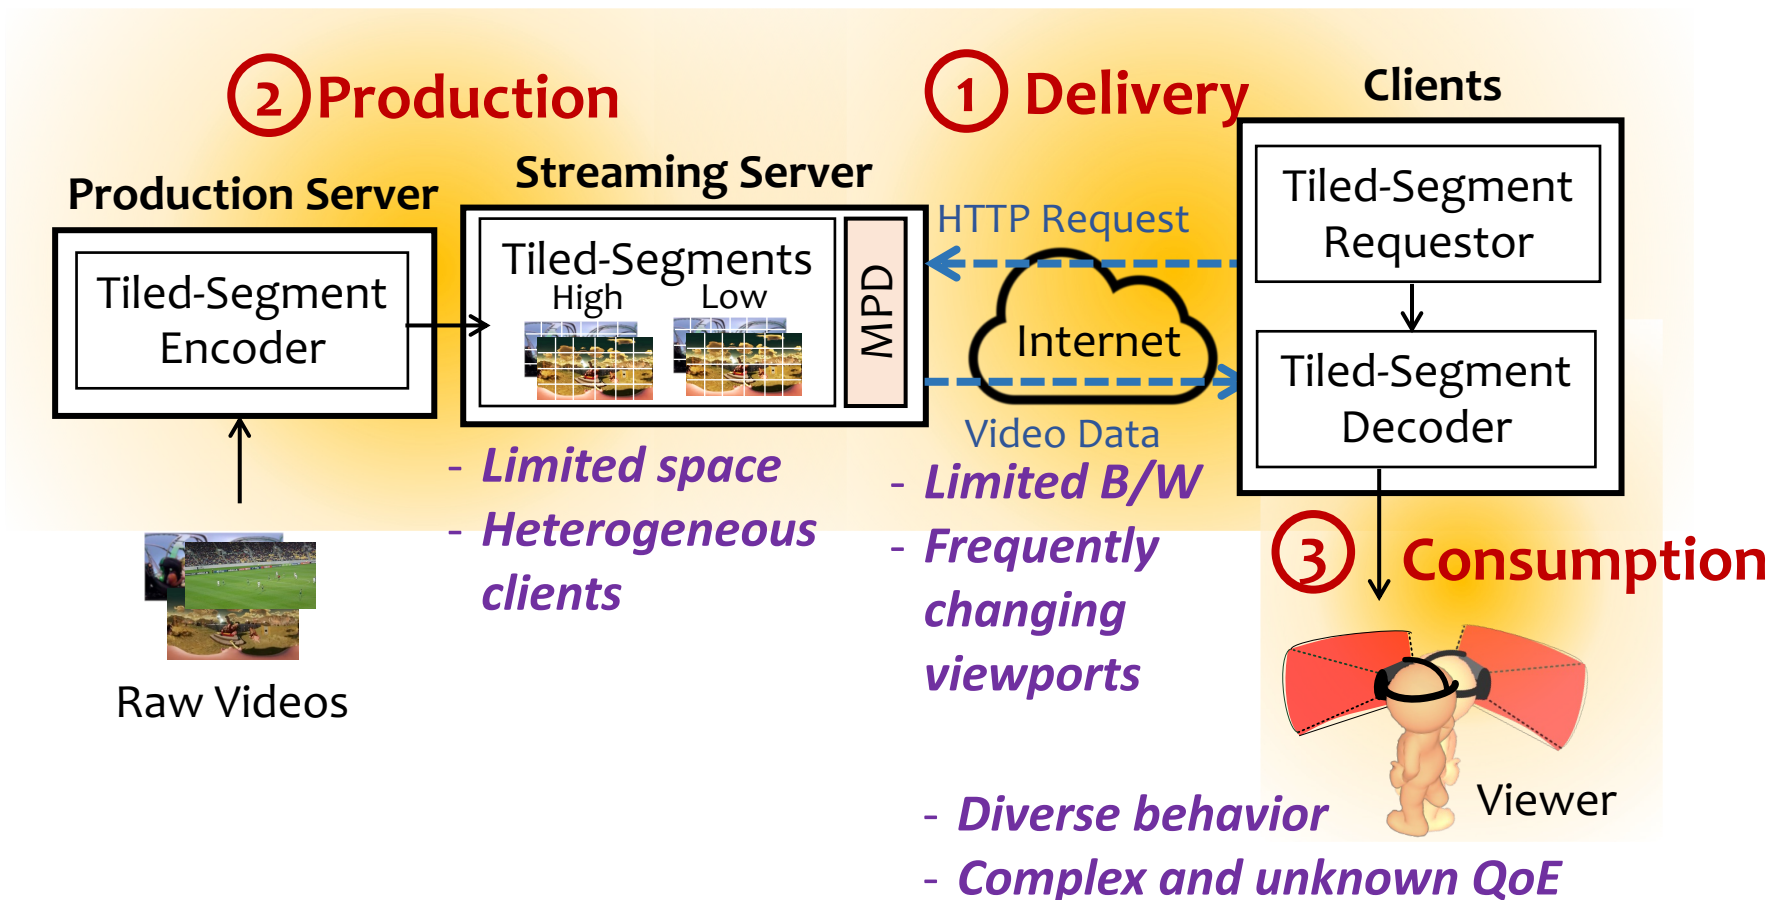 2 Production
1 Delivery
Clients
Production Server
Streaming Server
Tiled-Segment
Encoder
Tiled-Segments
High
Low
MPD
HTTP Request
Internet
Video Data
Tiled-Segment
Requestor
Tiled-Segment
Decoder
- Limited space
- Heterogeneous
clients
- Limited B/W
- Frequently
changing
viewports
3 Consumption
Raw Videos
Viewer
- Diverse behavior
- Complex and unknown QoE